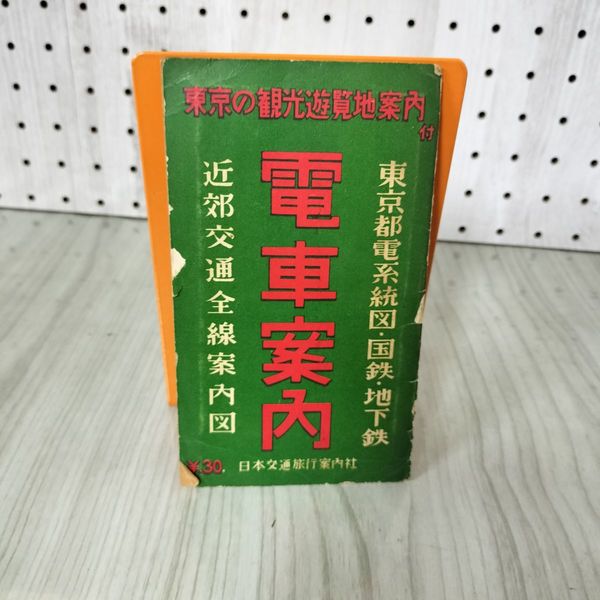 東京の観光遊覧地案内付
東京都電系統図・国鉄・地下鉄
電車案内
近郊交通全線案内図
¥30.
日本交通旅行案内社